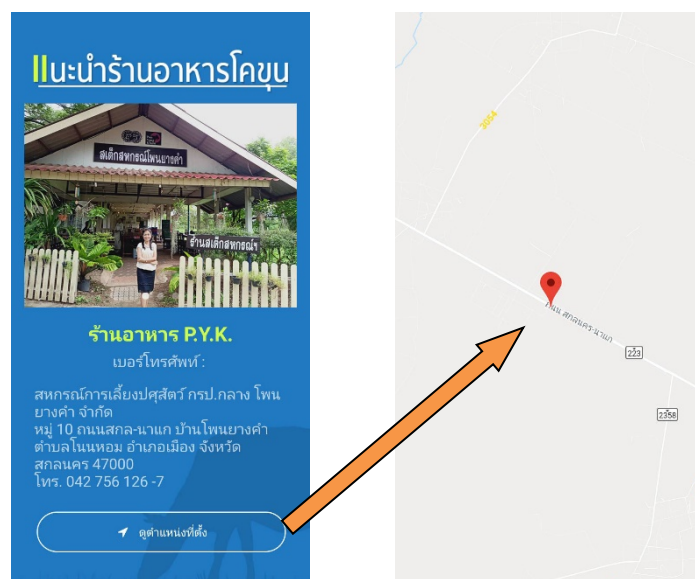 แนะนำร้านอาหารโคขุน
สเต็กสหกรณ์โพนยางคำ
ร้านสเต็กสหกรณ์ฯ
ร้านอาหาร P.Y.K.
เบอร์โทรศัพท์ :
สหกรณ์การเลี้ยงปศุสัตว์ กรป.กลาง โพน
ยางคำ จำกัด
หมู่ 10 ถนนสกล-นาแก บ้านโพนยางคำ
ตำบลโนนหอม อำเภอเมือง จังหวัด
สกลนคร 47000
โทร. 042 756 126 -7
ดูตำแหน่งที่ตั้ง
3054
ถนน สกลนคร-นาแก
223
2358